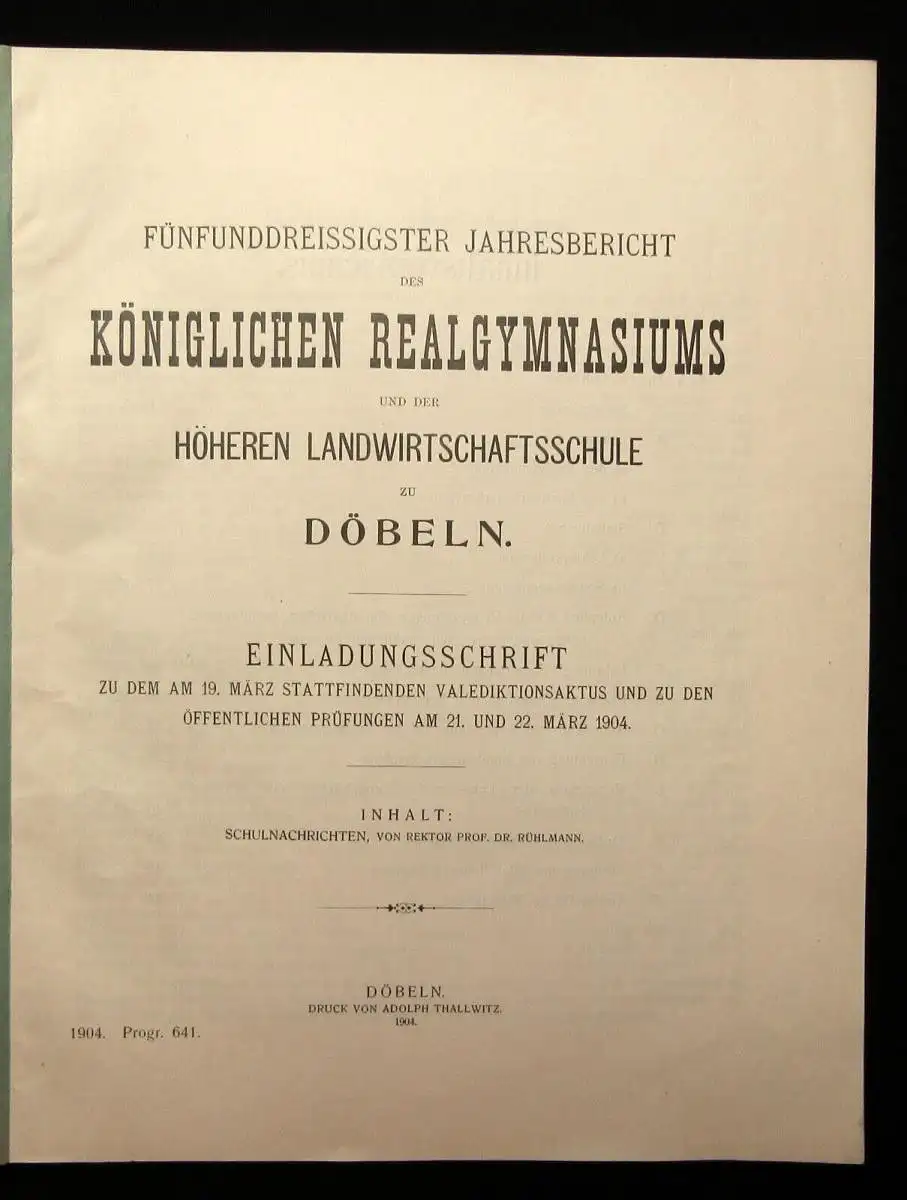 FÜNFUNDDREISSIGSTER JAHRESBERICHT
DES
KÖNIGLICHEN REALGYMNASIUMS
UND DER
HÖHEREN LANDWIRTSCHAFTSSCHULE
ZU
DÖBELN.
EINLADUNGSSCHRIFT
ZU DEM AM 19. MÄRZ STATTFINDENDEN VALEDIKTIONSAKTUS UND ZU DEN
ÖFFENTLICHEN PRÜFUNGEN AM 21. UND 22. MÄRZ 1904.
INHALT:
SCHULNACHRICHTEN, VON REKTOR PROF. DR. RÜHLMANN.
DÖBELN.
DRUCK VON ADOLPH THALLWITZ.
1904.
1904. Progr. 641.